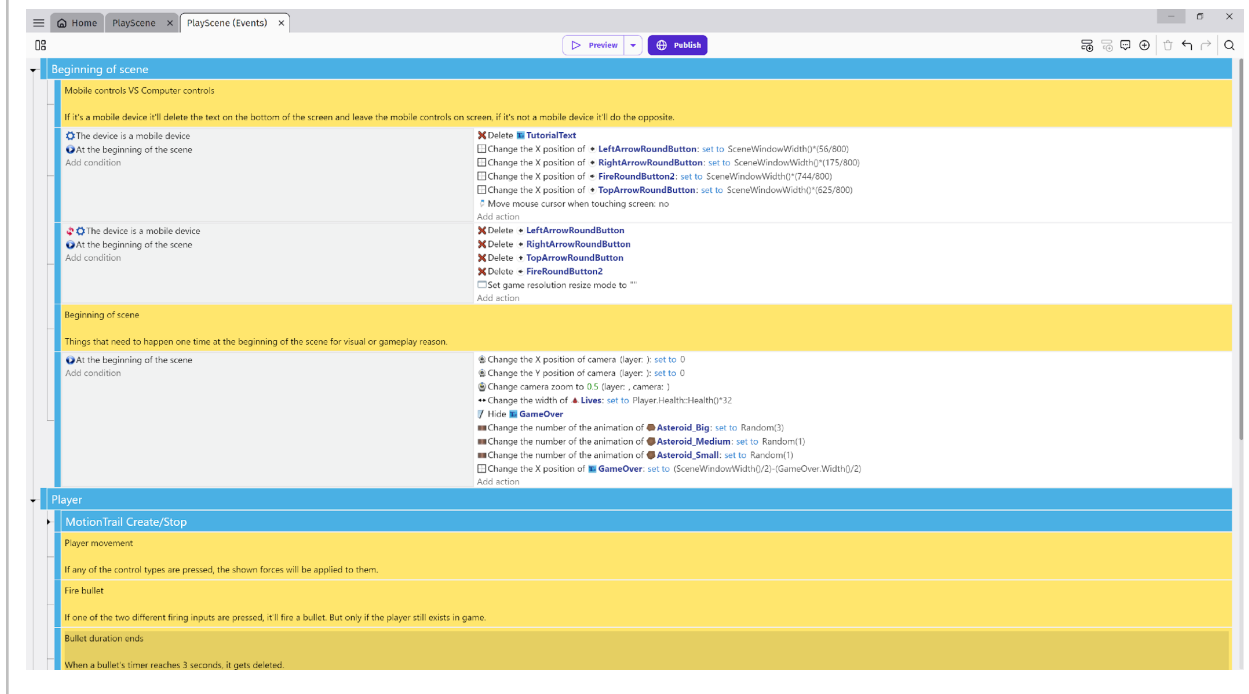 Home
PlayScene ×
PlayScene (Events) ×
Preview
Publish
Beginning of scene
Mobile controls VS Computer controls
If it's a mobile device it'll delete the text on the bottom of the screen and leave the mobile controls on screen, if it's not a mobile device it'll do the opposite.
The device is a mobile device
At the beginning of the scene
Add condition
Delete TutorialText
Change the X position of LeftArrowRoundButton: set to SceneWindowWidth()*(56/800)
Change the X position of RightArrowRoundButton: set to SceneWindowWidth()*(175/800)
Change the X position of FireRoundButton2: set to SceneWindowWidth()*(744/800)
Change the X position of TopArrowRoundButton: set to SceneWindowWidth()*(625/800)
Move mouse cursor when touching screen: no
Add action
The device is a mobile device
At the beginning of the scene
Add condition
Delete LeftArrowRoundButton
Delete RightArrowRoundButton
Delete TopArrowRoundButton
Delete FireRoundButton2
Set game resolution resize mode to ""
Add action
Beginning of scene
Things that need to happen one time at the beginning of the scene for visual or gameplay reason.
At the beginning of the scene
Add condition
Change the X position of camera (layer: ): set to 0
Change the Y position of camera (layer: ): set to 0
Change camera zoom to 0.5 (layer: , camera: )
Change the width of Lives: set to Player.Health::Health()*32
Hide GameOver
Change the number of the animation of Asteroid_Big: set to Random(3)
Change the number of the animation of Asteroid_Medium: set to Random(1)
Change the number of the animation of Asteroid_Small: set to Random(1)
Change the X position of GameOver: set to (SceneWindowWidth()/2)-(GameOver.Width()/2)
Add action
Player
MotionTrail Create/Stop
Player movement
If any of the control types are pressed, the shown forces will be applied to them.
Fire bullet
If one of the two different firing inputs are pressed, it'll fire a bullet. But only if the player still exists in game.
Bullet duration ends
When a bullet's timer reaches 3 seconds, it gets deleted.